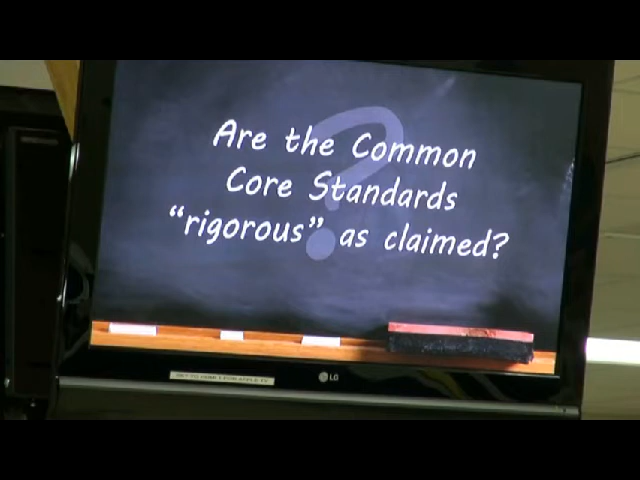 Are the Common
Core Standards
“rigorous” as claimed?
LG